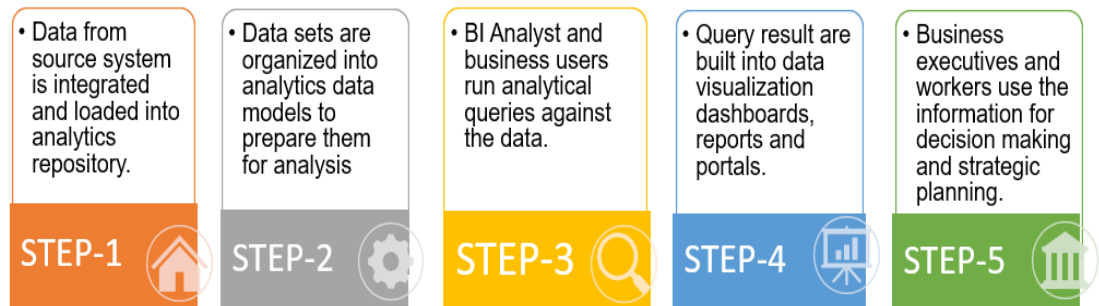 • Data from
source system
is integrated
and loaded into
analytics
repository.
STEP-1
• Data sets are
organized into
analytics data
models to
prepare them
for analysis
STEP-2
• BI Analyst and
business users
run analytical
queries against
the data.
STEP-3
• Query result are
built into data
visualization
dashboards,
reports and
portals.
STEP-4
• Business
executives and
workers use the
information for
decision making
and strategic
planning.
STEP-5